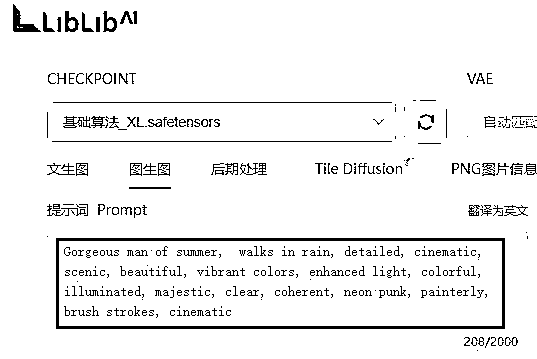 LibLib AI
CHECKPOINT VAE
基础算法_XL.safetensors 自动匹配
文生图 图生图 后期处理 Tile Diffusion PNG图片信息
提示词 Prompt 翻译为英文
Gorgeous man of summer, walks in rain, detailed, cinematic,
scenic, beautiful, vibrant colors, enhanced light, colorful,
illuminated, majestic, clear, coherent, neon punk, painterly,
brush strokes, cinematic
208/2000